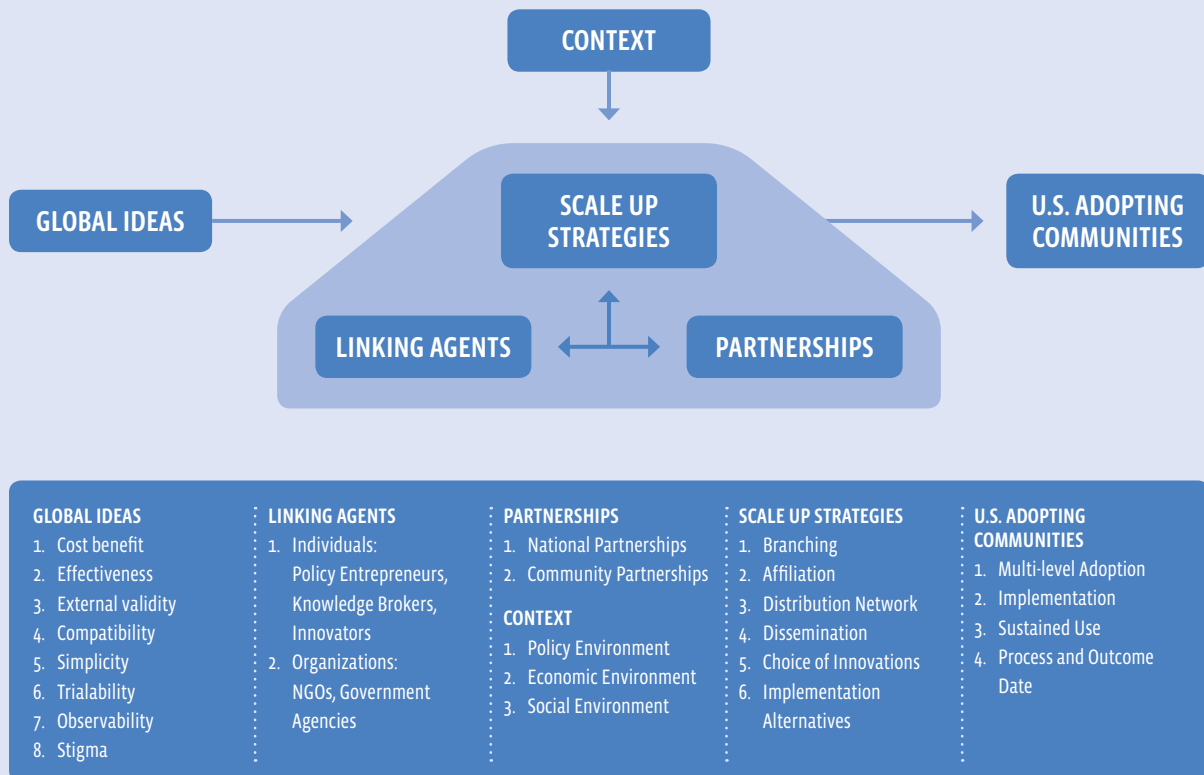 CONTEXT
GLOBAL IDEAS
SCALE UP
STRATEGIES
U.S. ADOPTING
COMMUNITIES
LINKING AGENTS
PARTNERSHIPS
GLOBAL IDEAS
1. Cost benefit
2. Effectiveness
3. External validity
4. Compatibility
5. Simplicity
6. Trialability
7. Observability
8. Stigma
LINKING AGENTS
1. Individuals:
Policy Entrepreneurs,
Knowledge Brokers,
Innovators
2. Organizations:
NGOs, Government
Agencies
PARTNERSHIPS
1. National Partnerships
2. Community Partnerships
CONTEXT
1. Policy Environment
2. Economic Environment
3. Social Environment
SCALE UP STRATEGIES
1. Branching
2. Affiliation
3. Distribution Network
4. Dissemination
5. Choice of Innovations
6. Implementation
Alternatives
U.S. ADOPTING
COMMUNITIES
1. Multi-level Adoption
2. Implementation
3. Sustained Use
4. Process and Outcome
Date